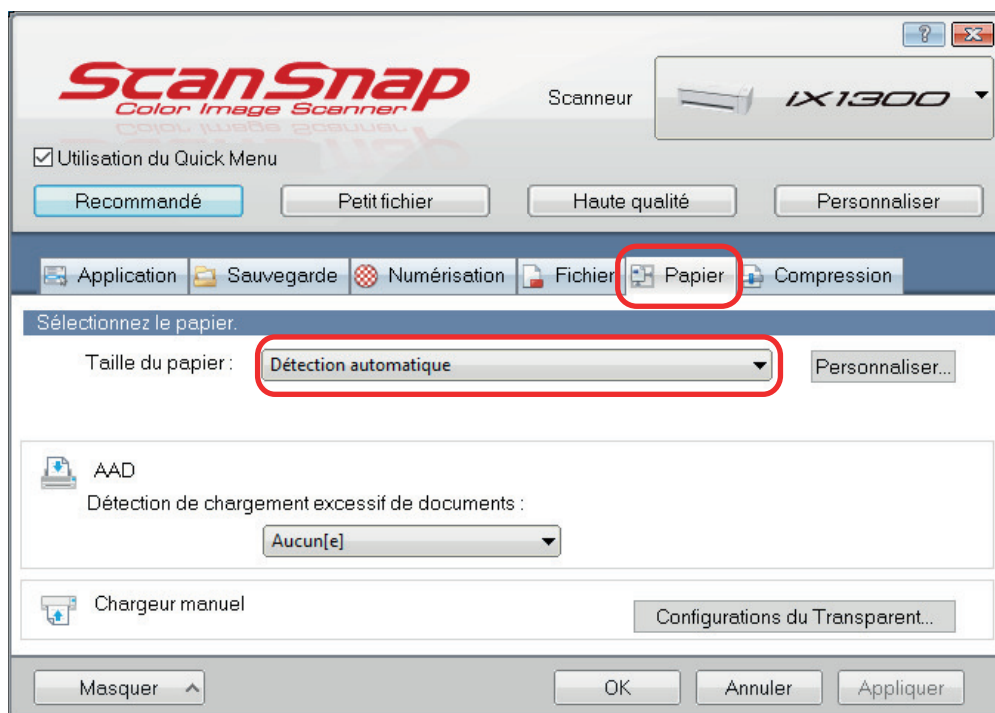 ScanSnap
Color Image Scanner
Scanneur
iX1300
Utilisation du Quick Menu
Recommandé Petit fichier Haute qualité Personnaliser
Application Sauvegarde Numérisation Fichier Papier Compression
Sélectionnez le papier.
Taille du papier : Détection automatique Personnaliser...
AAD
Détection de chargement excessif de documents :
Aucun[e]
Chargeur manuel
Configurations du Transparent...
Masquer OK Annuler Appliquer